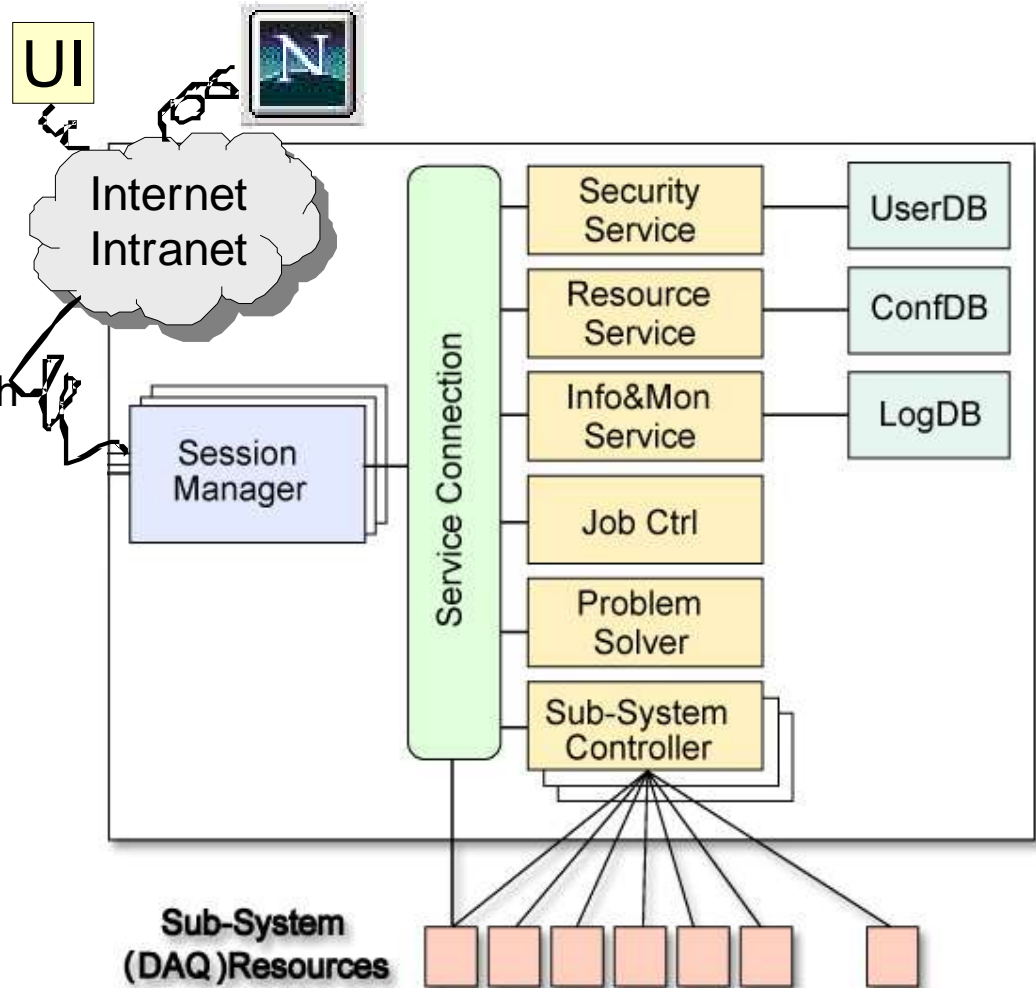 UI
N
Internet
Intranet
h
Session
Manager
Service Connection
Security
Service
Resource
Service
Info&Mon
Service
Job Ctrl
Problem
Solver
Sub-System
Controller
UserDB
ConfDB
LogDB
Sub-System
(DAQ)Resources